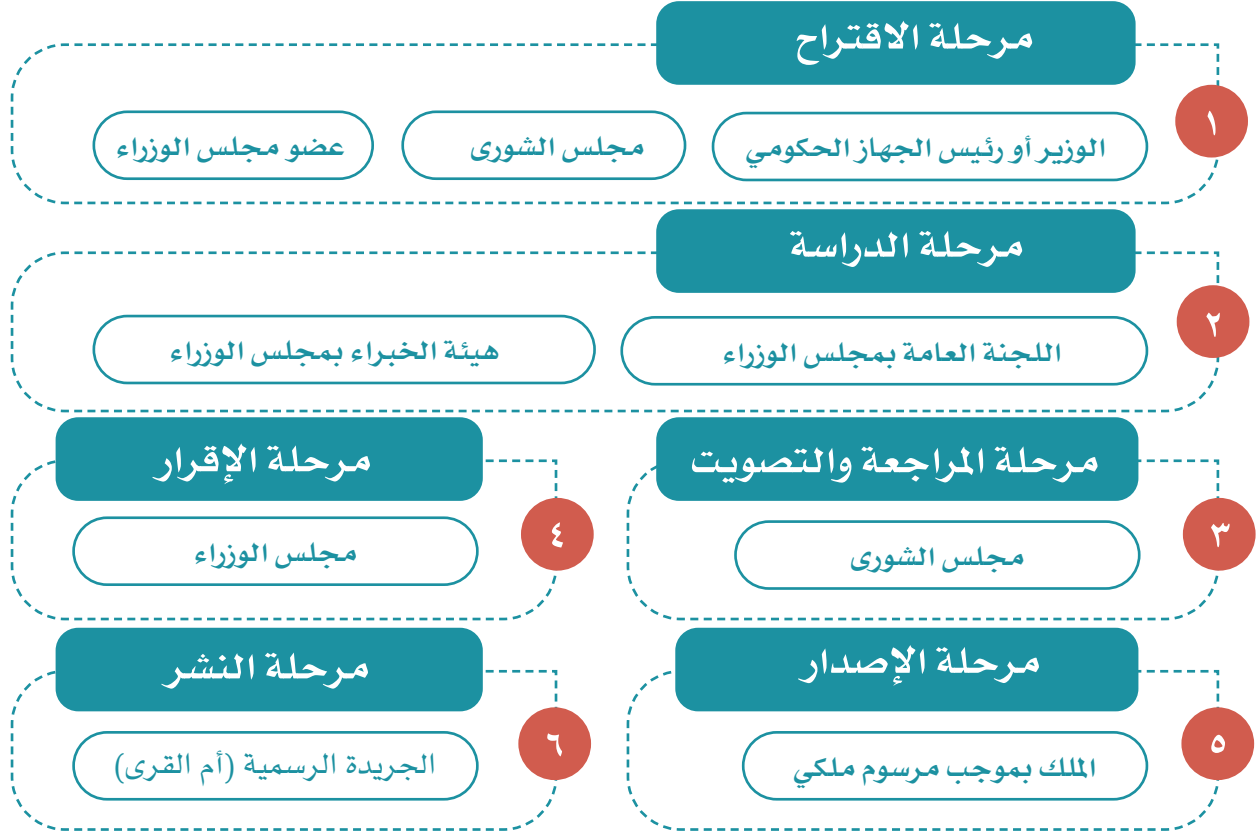 مرحلة الاقتراح
١
الوزير أو رئيس الجهاز الحكومي
مجلس الشورى
عضو مجلس الوزراء
مرحلة الدراسة
٢
اللجنة العامة بمجلس الوزراء
هيئة الخبراء بمجلس الوزراء
مرحلة المراجعة والتصويت
٣
مجلس الشورى
مرحلة الإقرار
٤
مجلس الوزراء
مرحلة الإصدار
٥
الملك بموجب مرسوم ملكي
مرحلة النشر
٦
الجريدة الرسمية (أم القرى)